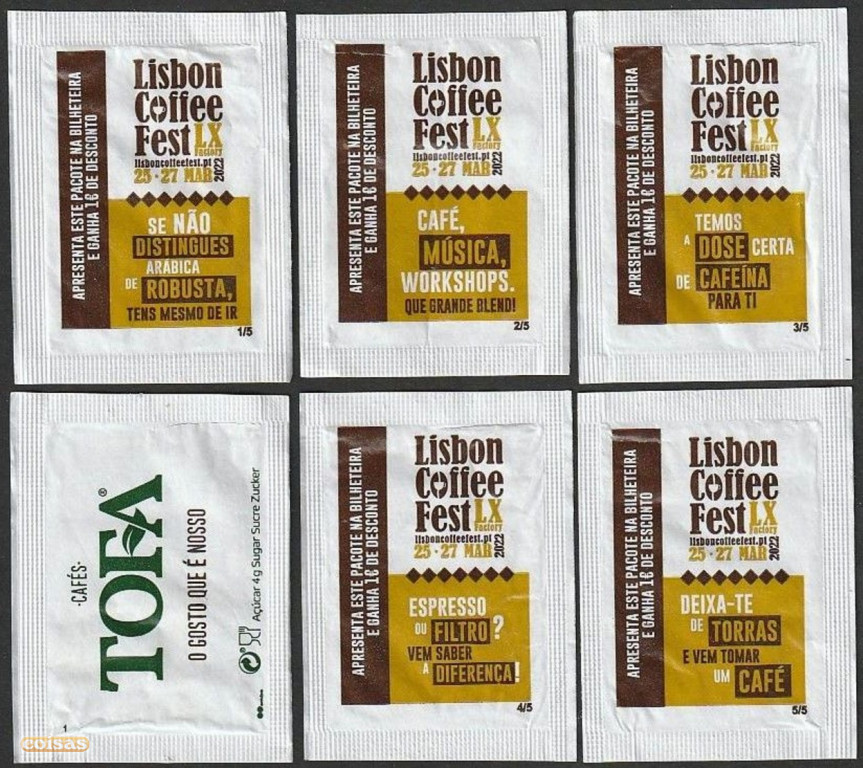 APRESENTA ESTE PACOTE NA BILHETEIRA
E GANHA 1€ DE DESCONTO
Lisbon
Coffee
Fest LX
Factory
lisboncoffeefest.pt
25 · 27 MAR 2022
SE NÃO
DISTINGUES
ARABICA
DE ROBUSTA,
TENS MESMO DE IR
1/5
APRESENTA ESTE PACOTE NA BILHETEIRA
E GANHA 1€ DE DESCONTO
Lisbon
Coffee
Fest LX
Factory
lisboncoffeefest.pt
25 · 27 MAR 2022
CAFÉ,
MÚSICA,
WORKSHOPS.
QUE GRANDE BLEND!
2/5
APRESENTA ESTE PACOTE NA BILHETEIRA
E GANHA 1€ DE DESCONTO
Lisbon
Coffee
Fest LX
Factory
lisboncoffeefest.pt
25 · 27 MAR 2022
TEMOS
A DOSE CERTA
DE CAFEÍNA
PARA TI
3/5
·CAFÉS·
TOFA®
O GOSTO QUE É NOSSO
Açúcar 4g Sugar Sucre Zucker
1
coisas
APRESENTA ESTE PACOTE NA BILHETEIRA
E GANHA 1€ DE DESCONTO
Lisbon
Coffee
Fest LX
Factory
lisboncoffeefest.pt
25 · 27 MAR 2022
ESPRESSO
OU FILTRO?
VEM SABER
A DIFERENÇA!
4/5
APRESENTA ESTE PACOTE NA BILHETEIRA
E GANHA 1€ DE DESCONTO
Lisbon
Coffee
Fest LX
Factory
lisboncoffeefest.pt
25 · 27 MAR 2022
DEIXA-TE
DE TORRAS
E VEM TOMAR
UM CAFÉ
5/5